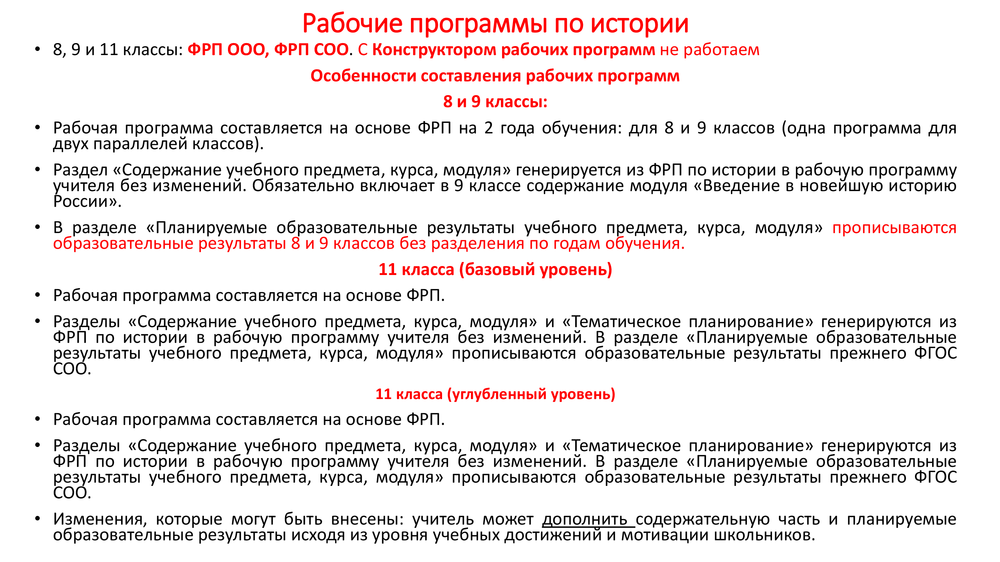 Рабочие программы по истории
• 8, 9 и 11 классы: ФРП ООО, ФРП СОО. С Конструктором рабочих программ не работаем
Особенности составления рабочих программ
8 и 9 классы:
• Рабочая программа составляется на основе ФРП на 2 года обучения: для 8 и 9 классов (одна программа для
двух параллелей классов).
• Раздел «Содержание учебного предмета, курса, модуля» генерируется из ФРП по истории в рабочую программу
учителя без изменений. Обязательно включает в 9 классе содержание модуля «Введение в новейшую историю
России».
• В разделе «Планируемые образовательные результаты учебного предмета, курса, модуля» прописываются
образовательные результаты 8 и 9 классов без разделения по годам обучения.
11 класса (базовый уровень)
• Рабочая программа составляется на основе ФРП.
• Разделы «Содержание учебного предмета, курса, модуля» и «Тематическое планирование» генерируются из
ФРП по истории в рабочую программу учителя без изменений. В разделе «Планируемые образовательные
результаты учебного предмета, курса, модуля» прописываются образовательные результаты прежнего ФГОС
СОО.
11 класса (углубленный уровень)
• Рабочая программа составляется на основе ФРП.
• Разделы «Содержание учебного предмета, курса, модуля» и «Тематическое планирование» генерируются из
ФРП по истории в рабочую программу учителя без изменений. В разделе «Планируемые образовательные
результаты учебного предмета, курса, модуля» прописываются образовательные результаты прежнего ФГОС
СОО.
• Изменения, которые могут быть внесены: учитель может дополнить содержательную часть и планируемые
образовательные результаты исходя из уровня учебных достижений и мотивации школьников.